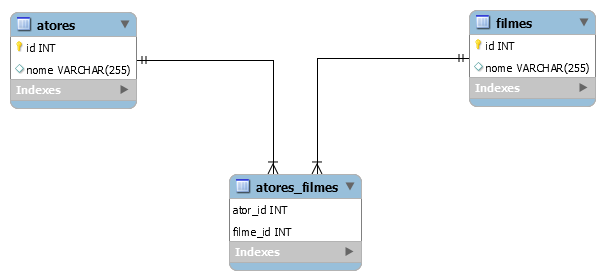 atores
id INT
nome VARCHAR(255)
Indexes
filmes
id INT
nome VARCHAR(255)
Indexes
atores_filmes
ator_id INT
filme_id INT
Indexes